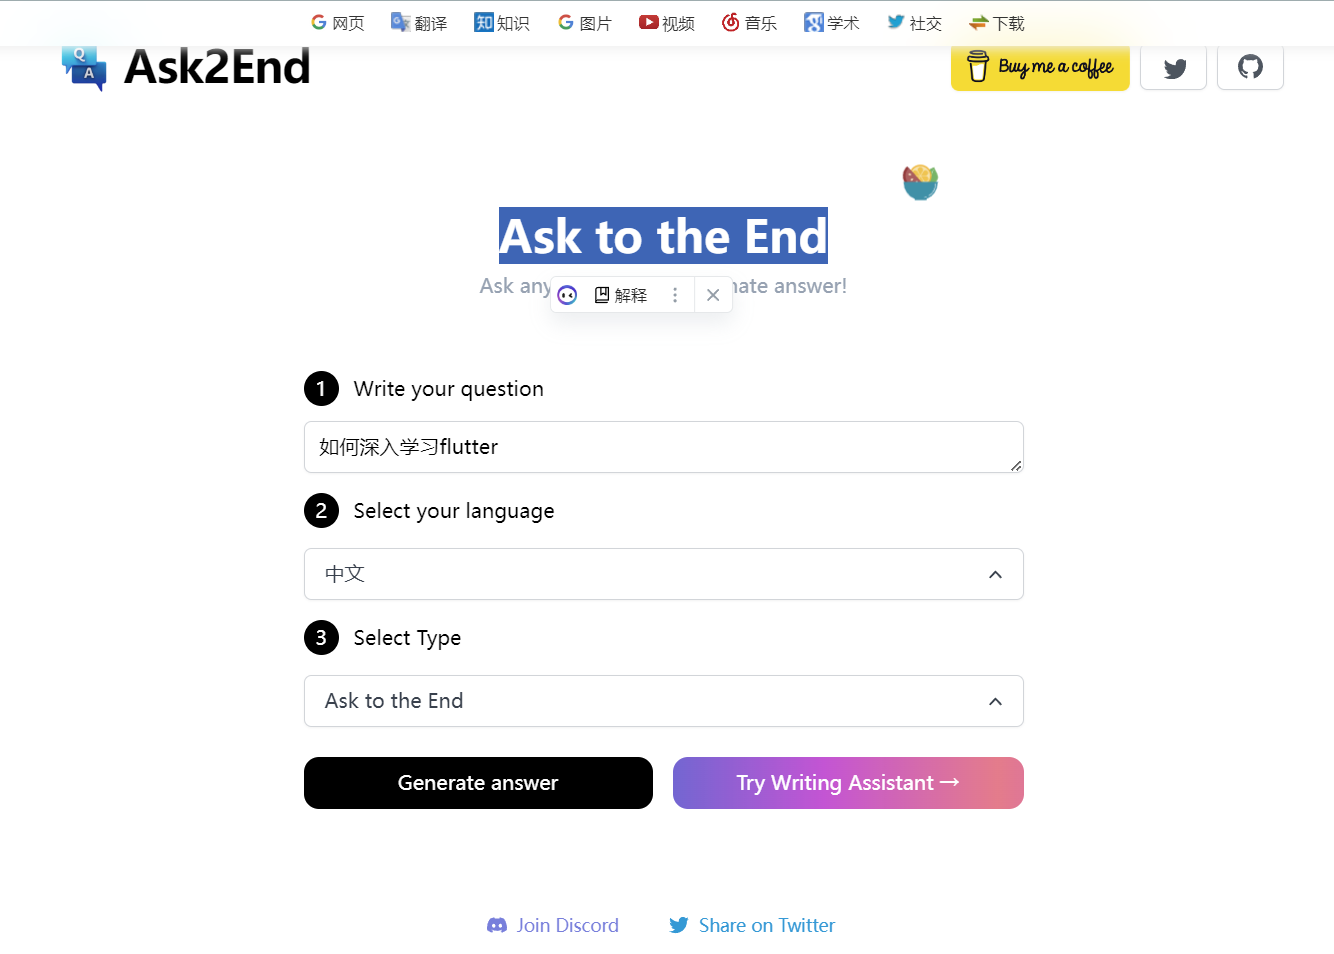 网页 翻译 知识 图片 视频 音乐 学术 社交 下载
Ask2End
Buy me a coffee
Ask to the End
Ask any
nate answer!
解释
1 Write your question
如何深入学习flutter
2 Select your language
中文
3 Select Type
Ask to the End
Generate answer
Try Writing Assistant →
Join Discord
Share on Twitter